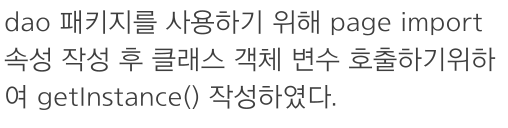 dao 패키지를 사용하기 위해 page import
속성 작성 후 클래스 객체 변수 호출하기위하
여 getInstance() 작성하였다.